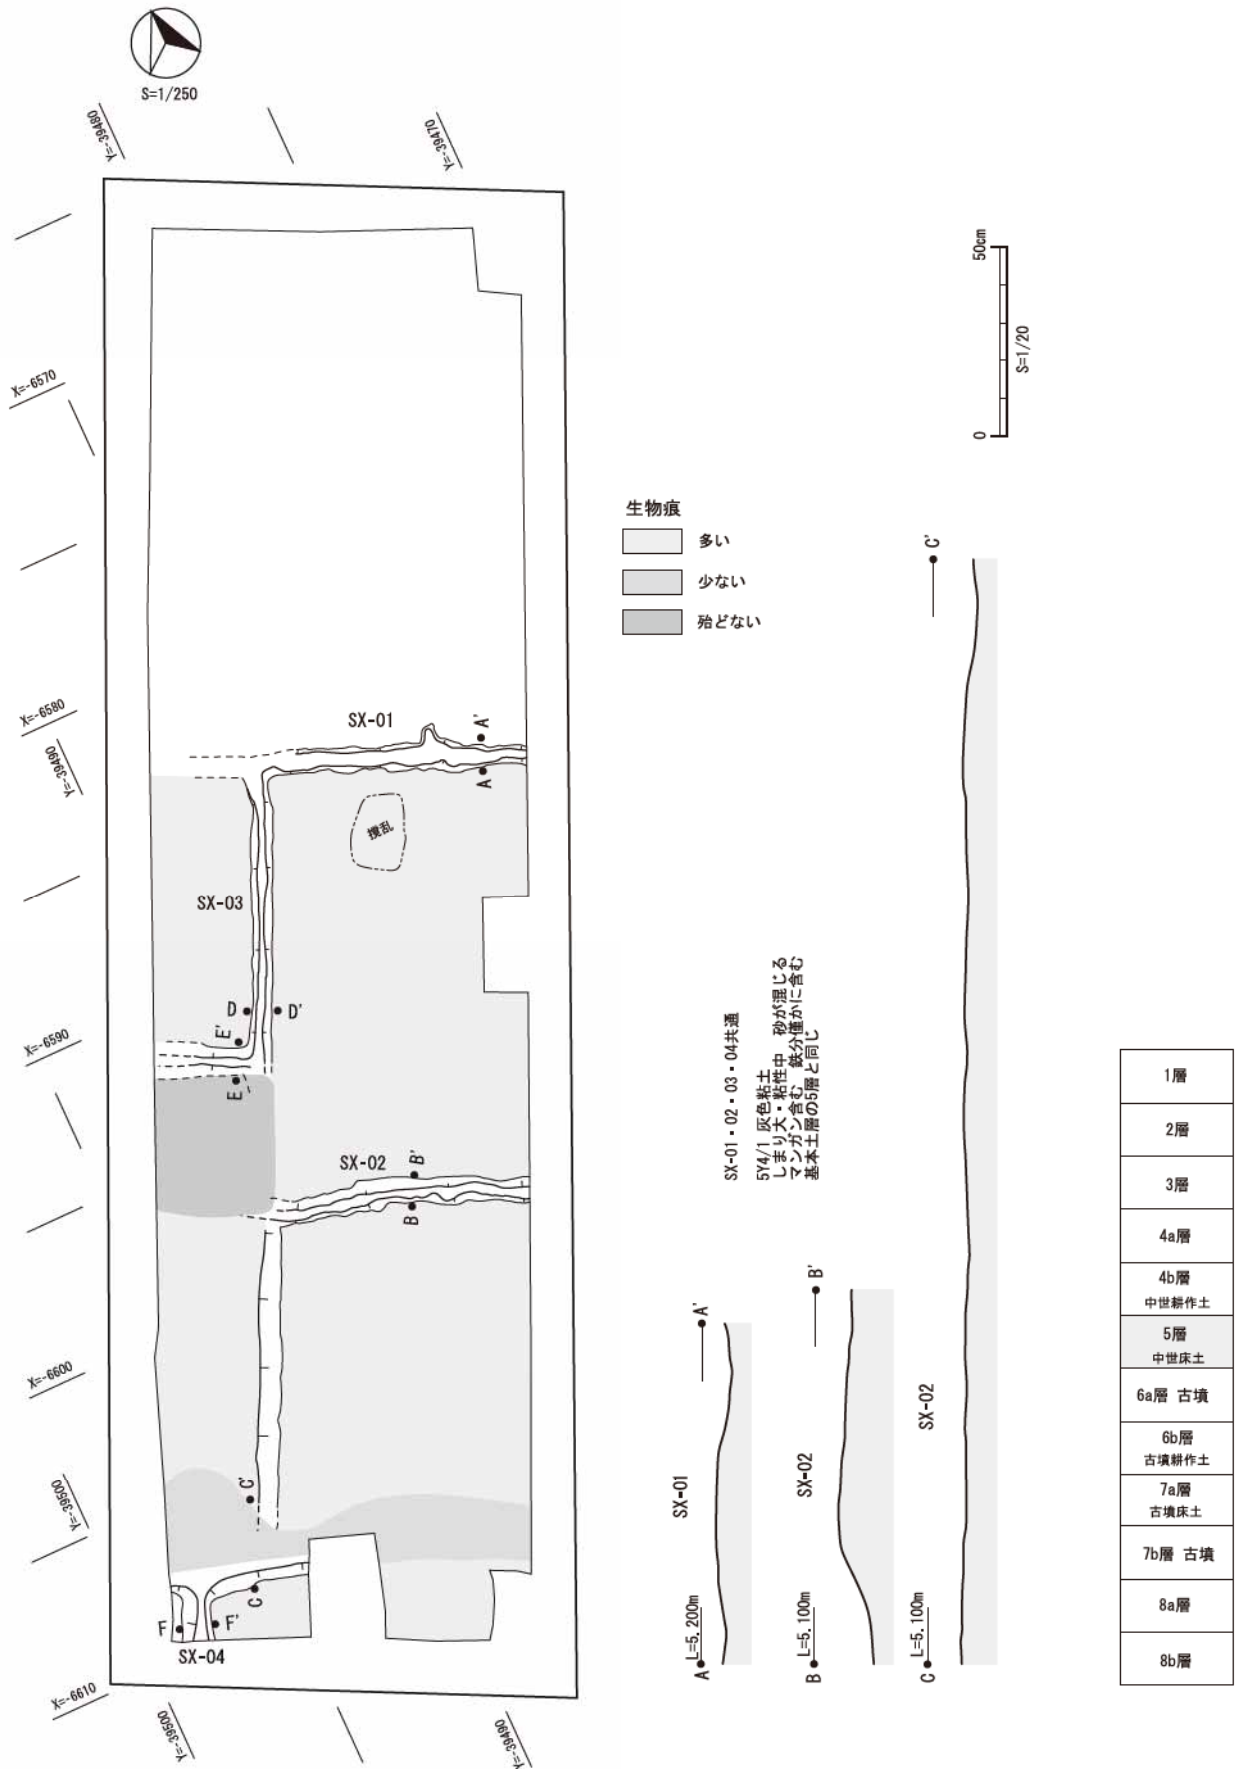 S=1/250
Y=-39480
Y=-39470
X=-6570
50cm
0
S=1/20
生物痕
多い
少ない
殆どない
C'
X=-6580
Y=-39490
SX-01
A'
A
攪乱
SX-03
D
D'
E'
E
X=-6590
SX-02
B'
B
SX-01・02・03・04共通
5Y4/1 灰色粘土
しまり大・粘性中 砂が混じる
マンガン含む 鉄分僅かに含む
基本土層の5層と同じ
1層
2層
3層
4a層
4b層
中世耕作土
5層
中世床土
6a層 古墳
6b層
古墳耕作土
7a層
古墳床土
7b層 古墳
8a層
8b層
X=-6600
Y=-39500
C'
C
F
F'
SX-04
X=-6610
Y=-39500
Y=-39490
A'
SX-01
L=5.200m
A
B'
SX-02
L=5.100m
B
SX-02
L=5.100m
C